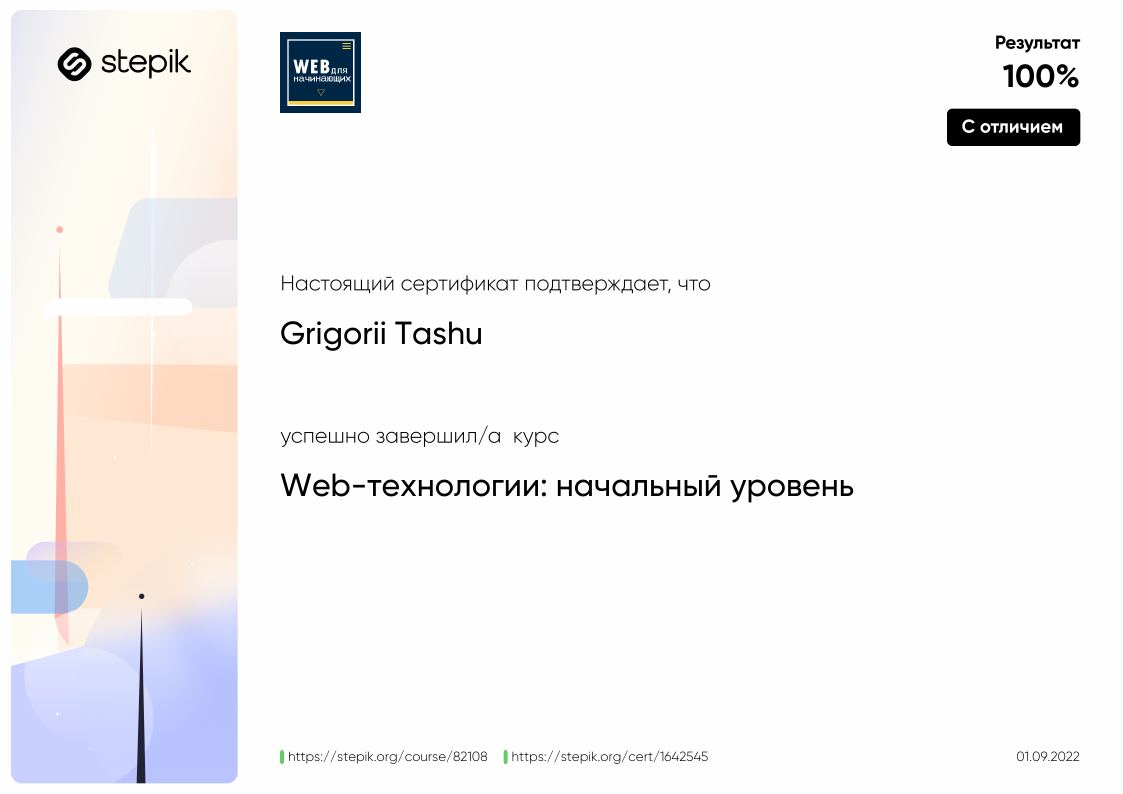 stepik
WEB для
начинающих
Результат
100%
С отличием
Настоящий сертификат подтверждает, что
Grigorii Tashu
успешно завершил/а курс
Web-технологии: начальный уровень
https://stepik.org/course/82108 https://stepik.org/cert/1642545 01.09.2022